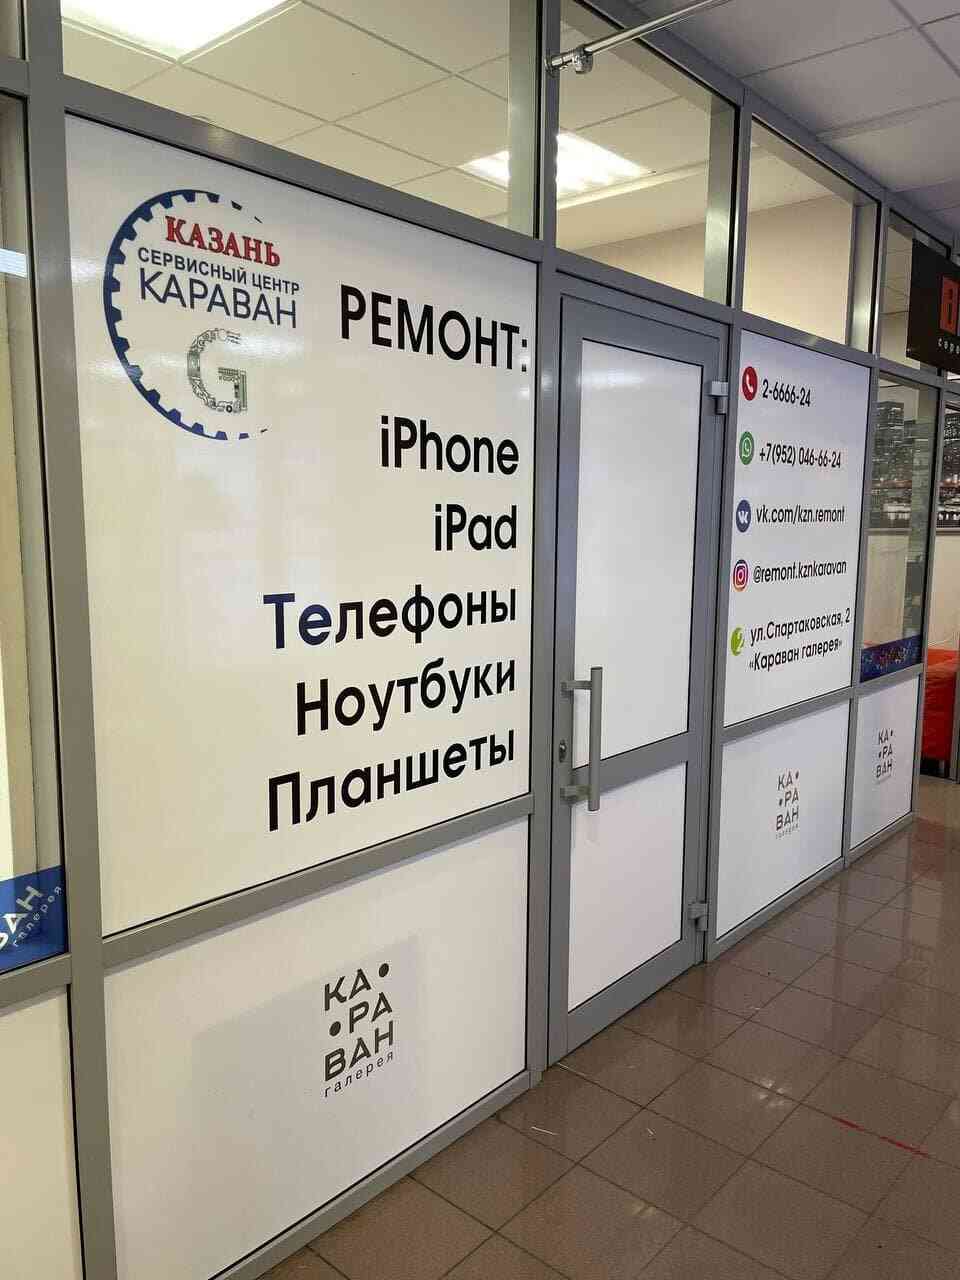 КАЗАНЬ
СЕРВИСНЫЙ ЦЕНТР
КАРАВАН
РЕМОНТ:
iPhone
iPad
Телефоны
Ноутбуки
Планшеты
2-6666-24
+7(952) 046-66-24
vk.com/kzn.remont
@remont.kznkaravan
ул.Спартаковская, 2
«Караван галерея»
КА
РА
ВАН
галерея
КА
РА
ВАН
галерея
КА
РА
ВАН
галерея